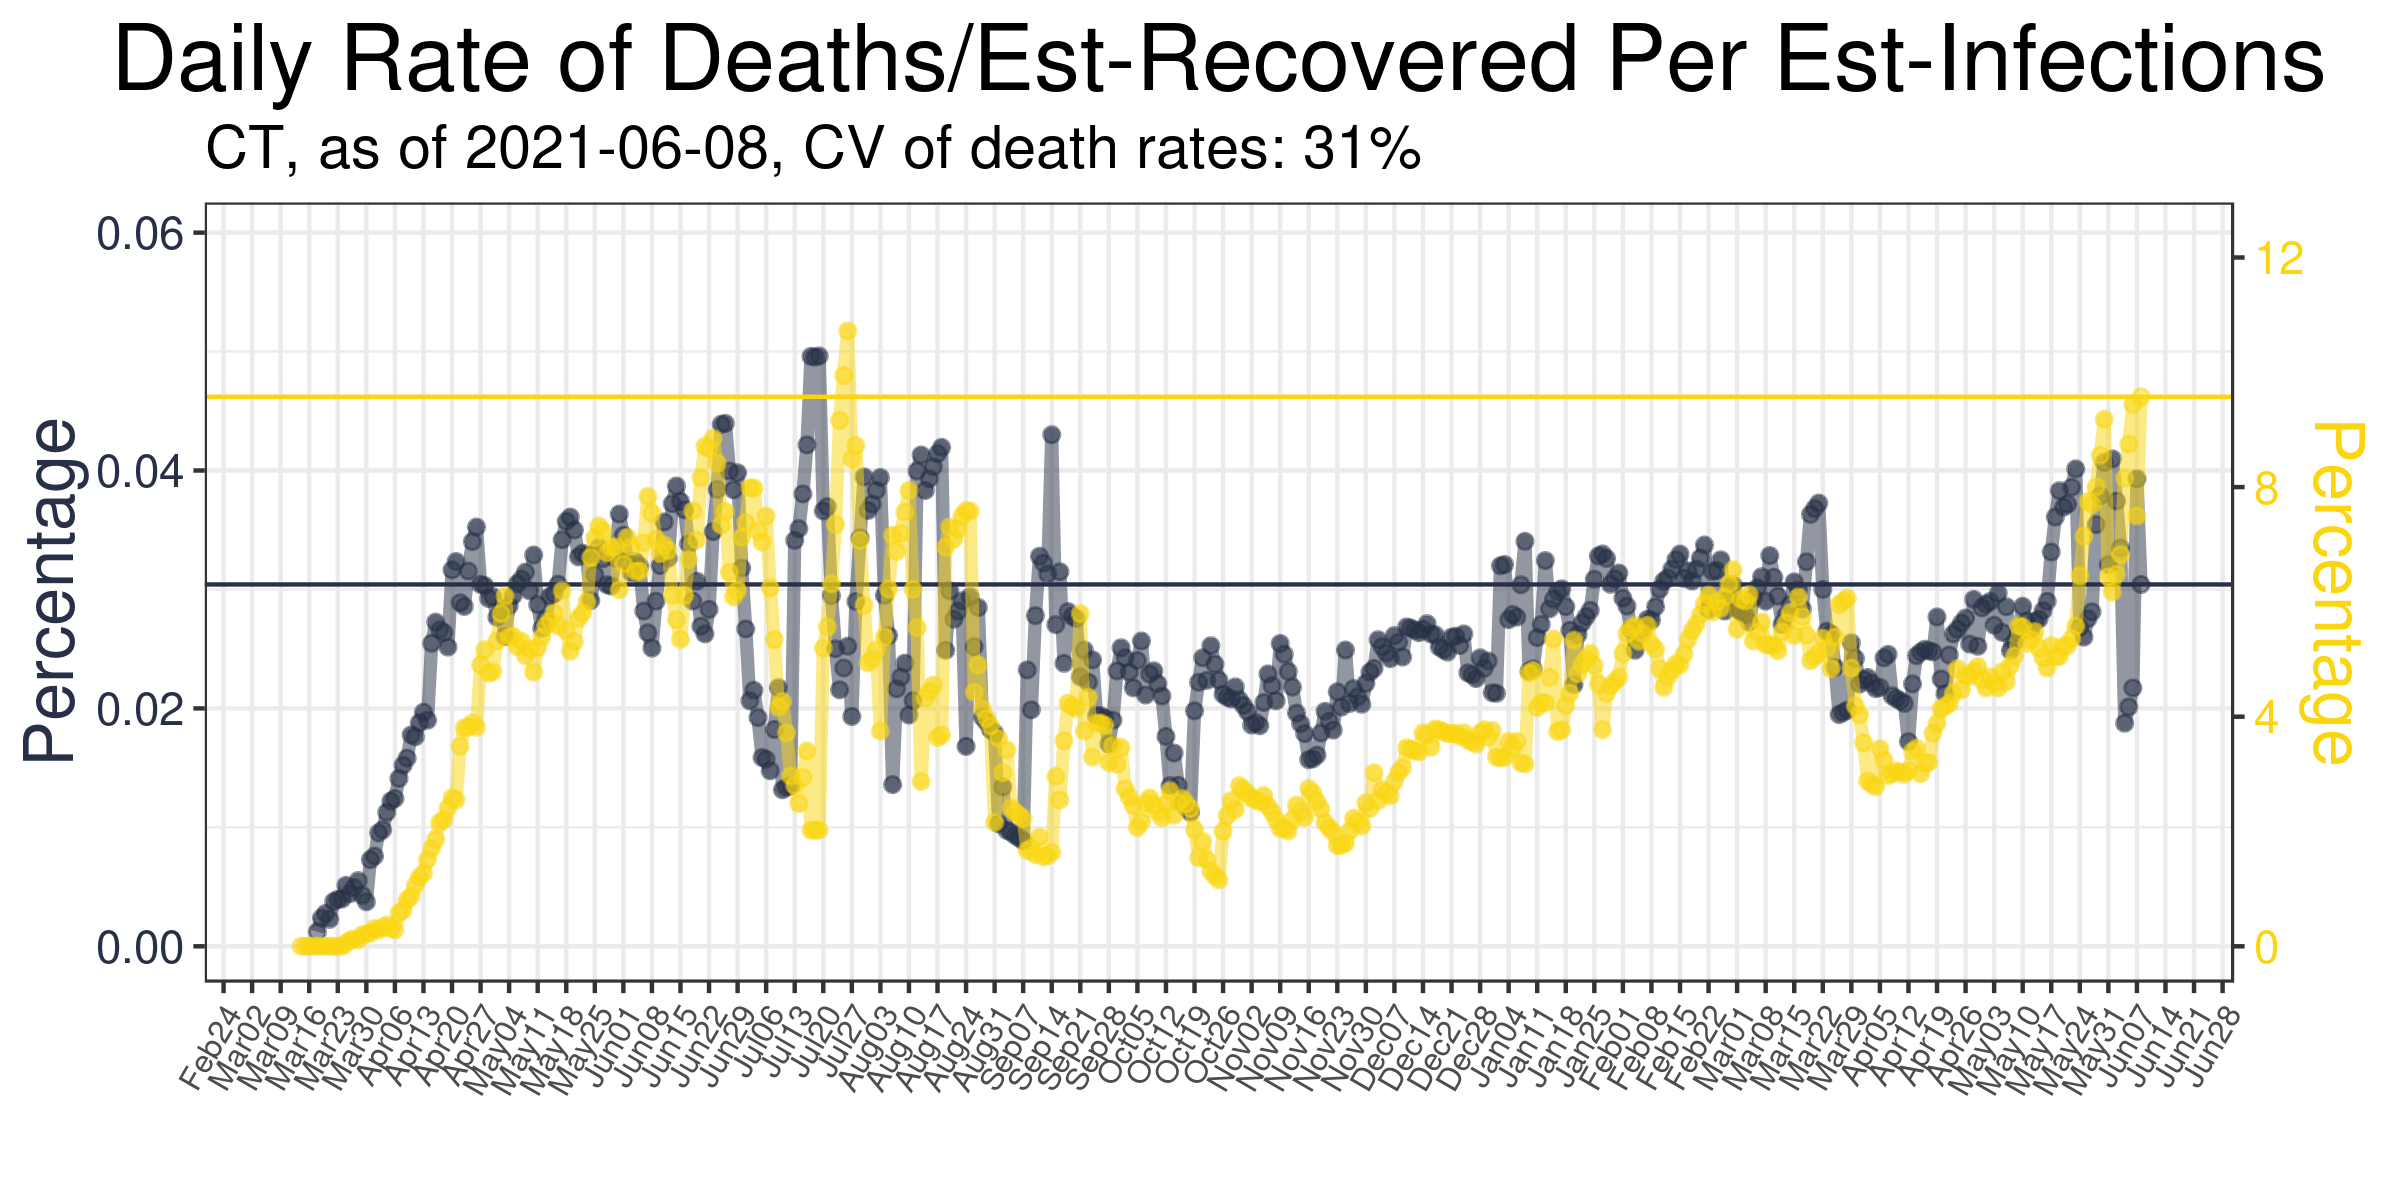 Daily Rate of Deaths/Est-Recovered Per Est-Infections
CT, as of 2021-06-08, CV of death rates: 31%
Percentage
0.06
0.04
0.02
0.00
12
8
4
0
Percentage
Feb24
Mar02
Mar09
Mar16
Mar23
Mar30
Apr06
Apr13
Apr20
Apr27
May04
May11
May18
May25
Jun01
Jun08
Jun15
Jun22
Jun29
Jul06
Jul13
Jul20
Jul27
Aug03
Aug10
Aug17
Aug24
Aug31
Sep07
Sep14
Sep21
Sep28
Oct05
Oct12
Oct19
Oct26
Nov02
Nov09
Nov16
Nov23
Nov30
Dec07
Dec14
Dec21
Dec28
Jan04
Jan11
Jan18
Jan25
Feb01
Feb08
Feb15
Feb22
Mar01
Mar08
Mar15
Mar22
Mar29
Apr05
Apr12
Apr19
Apr26
May03
May10
May17
May24
May31
Jun07
Jun14
Jun21
Jun28